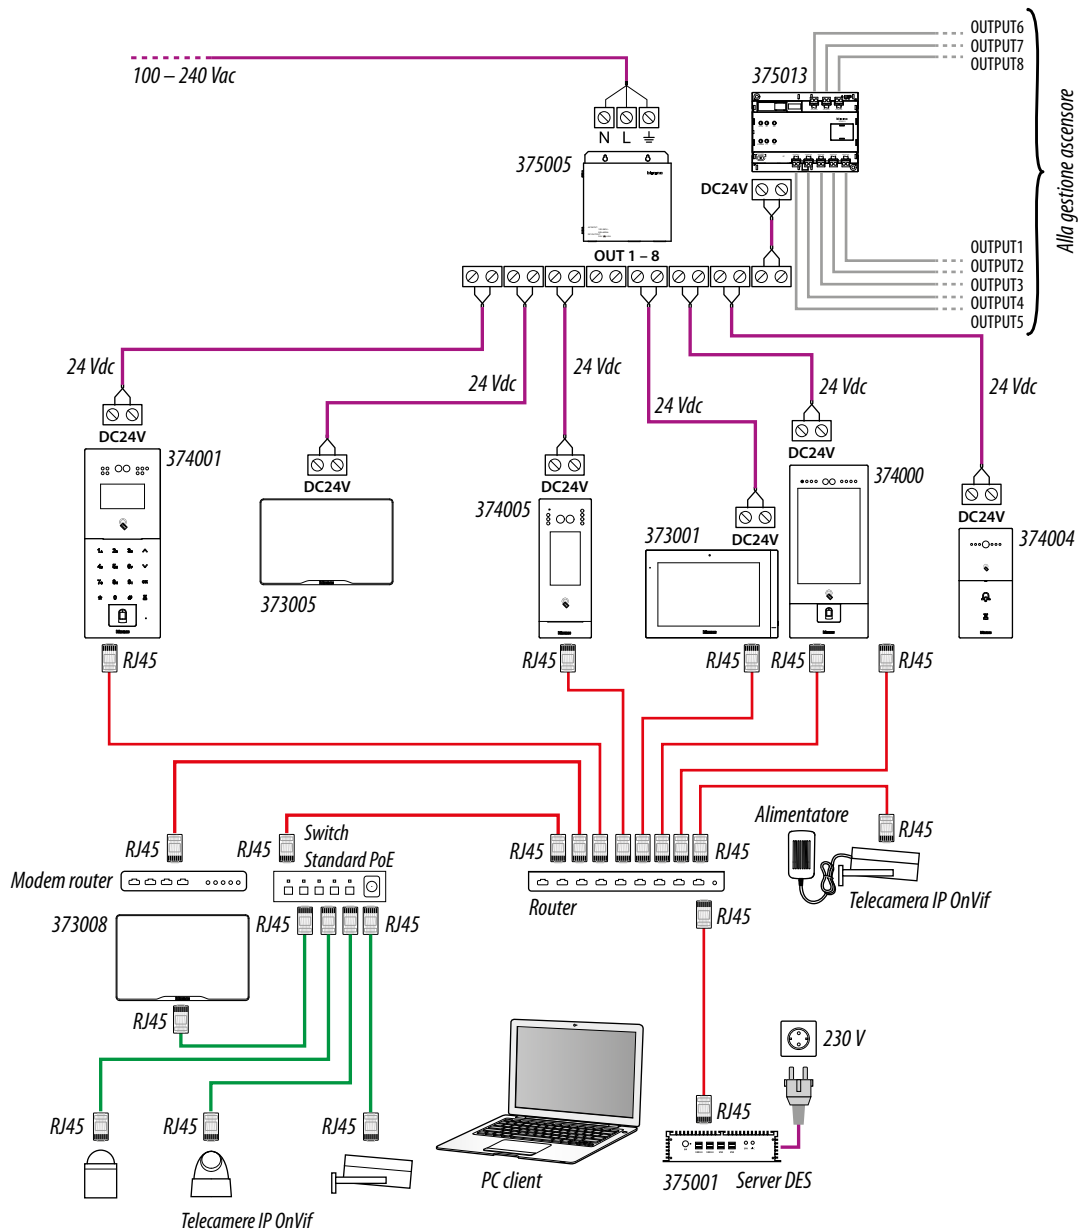 OUTPUT6
OUTPUT7
OUTPUT8
100 – 240 Vac
375013
Alla gestione ascensore
N L
375005
DC24V
OUT 1 – 8
OUTPUT1
OUTPUT2
OUTPUT3
OUTPUT4
OUTPUT5
24 Vdc
24 Vdc
24 Vdc
24 Vdc
24 Vdc
24 Vdc
DC24V
DC24V
DC24V
DC24V
DC24V
DC24V
374001
373005
374005
373001
374000
374004
RJ45
RJ45
RJ45
RJ45
RJ45
RJ45
RJ45
Switch
Standard PoE
RJ45
RJ45
Alimentatore
RJ45
Modem router
Router
Telecamera IP OnVif
373008
RJ45
RJ45
RJ45
RJ45
230 V
RJ45
RJ45
RJ45
RJ45
PC client
375001
Server DES
Telecamere IP OnVif